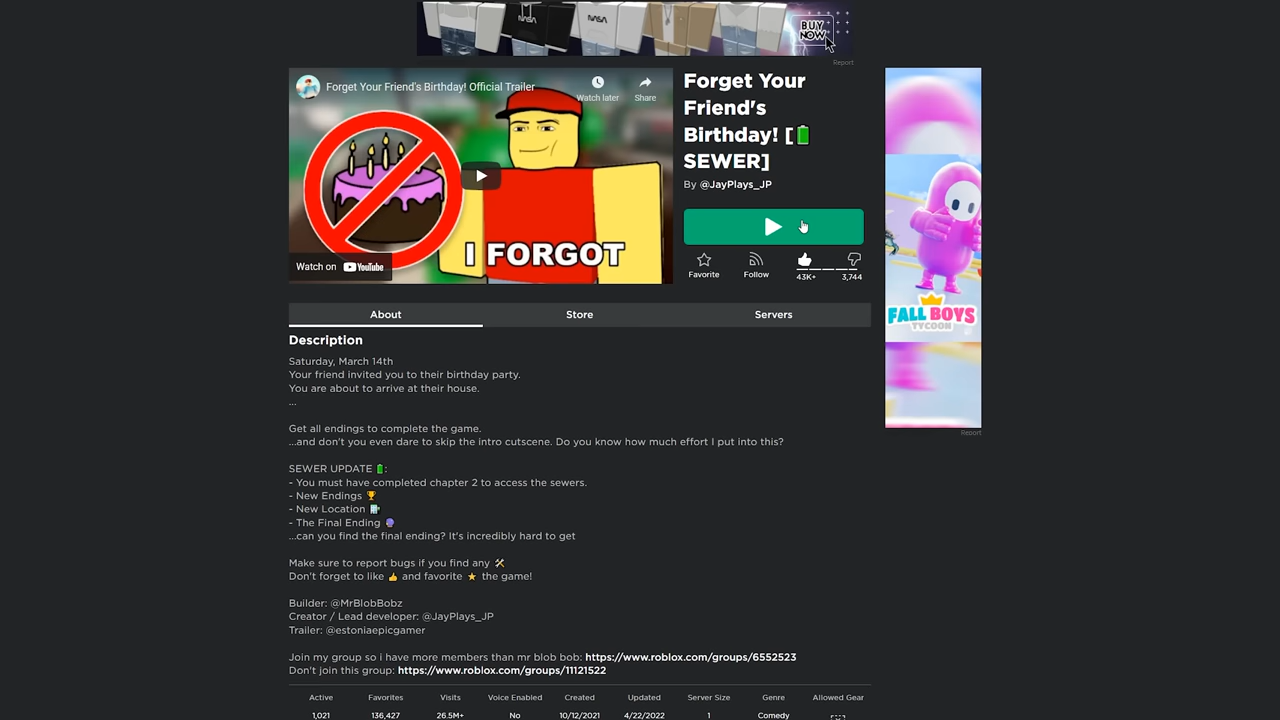 NASA
NASA
BUY
NOW
Report
Forget Your Friend's Birthday! Official Trailer
Watch later
Share
I FORGOT
Watch on YouTube
Forget Your
Friend's
Birthday! [🔋
SEWER]
By @JayPlays_JP
Favorite
Follow
43K+
3,744
FALL BOYS
TYCOON
Report
About
Store
Servers
Description
Saturday, March 14th
Your friend invited you to their birthday party.
You are about to arrive at their house.
...
Get all endings to complete the game.
...and don't you even dare to skip the intro cutscene. Do you know how much effort I put into this?
SEWER UPDATE 🔋:
- You must have completed chapter 2 to access the sewers.
- New Endings 🏆
- New Location 🏙
- The Final Ending 🔮
...can you find the final ending? It's incredibly hard to get
Make sure to report bugs if you find any 🛠
Don't forget to like 👍 and favorite ⭐ the game!
Builder: @MrBlobBobz
Creator / Lead developer: @JayPlays_JP
Trailer: @estoniaepicgamer
Join my group so i have more members than mr blob bob: https://www.roblox.com/groups/6552523
Don't join this group: https://www.roblox.com/groups/11121522
Active Favorites Visits Voice Enabled Created Updated Server Size Genre Allowed Gear
1,021 136,427 26.5M+ No 10/12/2021 4/22/2022 1 Comedy